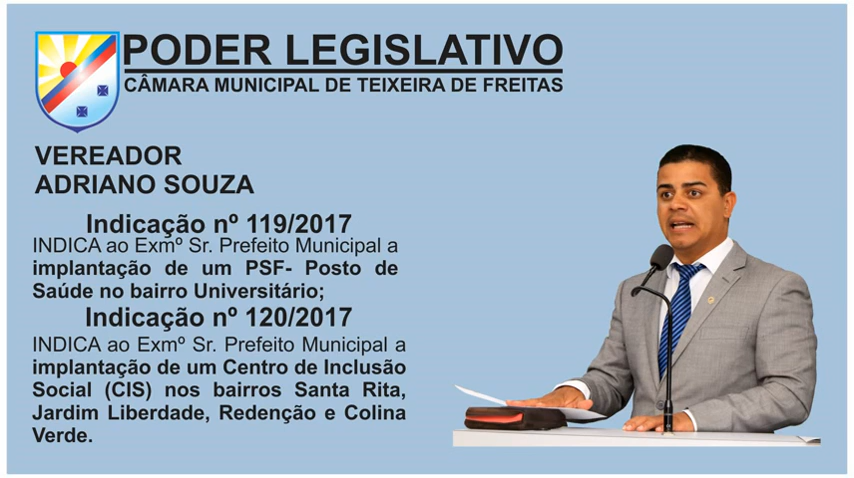 PODER LEGISLATIVO
CÂMARA MUNICIPAL DE TEIXEIRA DE FREITAS
VEREADOR
ADRIANO SOUZA
Indicação nº 119/2017
INDICA ao Exmº Sr. Prefeito Municipal a
implantação de um PSF- Posto de
Saúde no bairro Universitário;
Indicação nº 120/2017
INDICA ao Exmº Sr. Prefeito Municipal a
implantação de um Centro de Inclusão
Social (CIS) nos bairros Santa Rita,
Jardim Liberdade, Redenção e Colina
Verde.